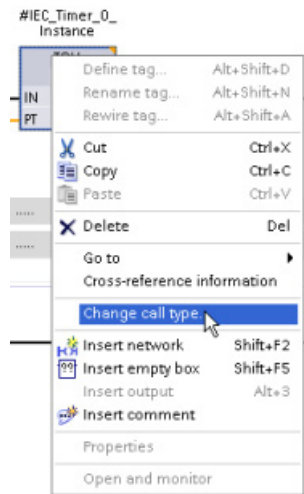 #IEC_Timer_0_
Instance
IN
PT
Define tag... Alt+Shift+D
Rename tag... Alt+Shift+N
Rewire tag... Alt+Shift+A
Cut Ctrl+X
Copy Ctrl+C
Paste Ctrl+V
Delete Del
Go to
Cross-reference information
Change call type.
Insert network Shift+F2
Insert empty box Shift+F5
Insert output Alt+3
Insert comment
Properties
Open and monitor